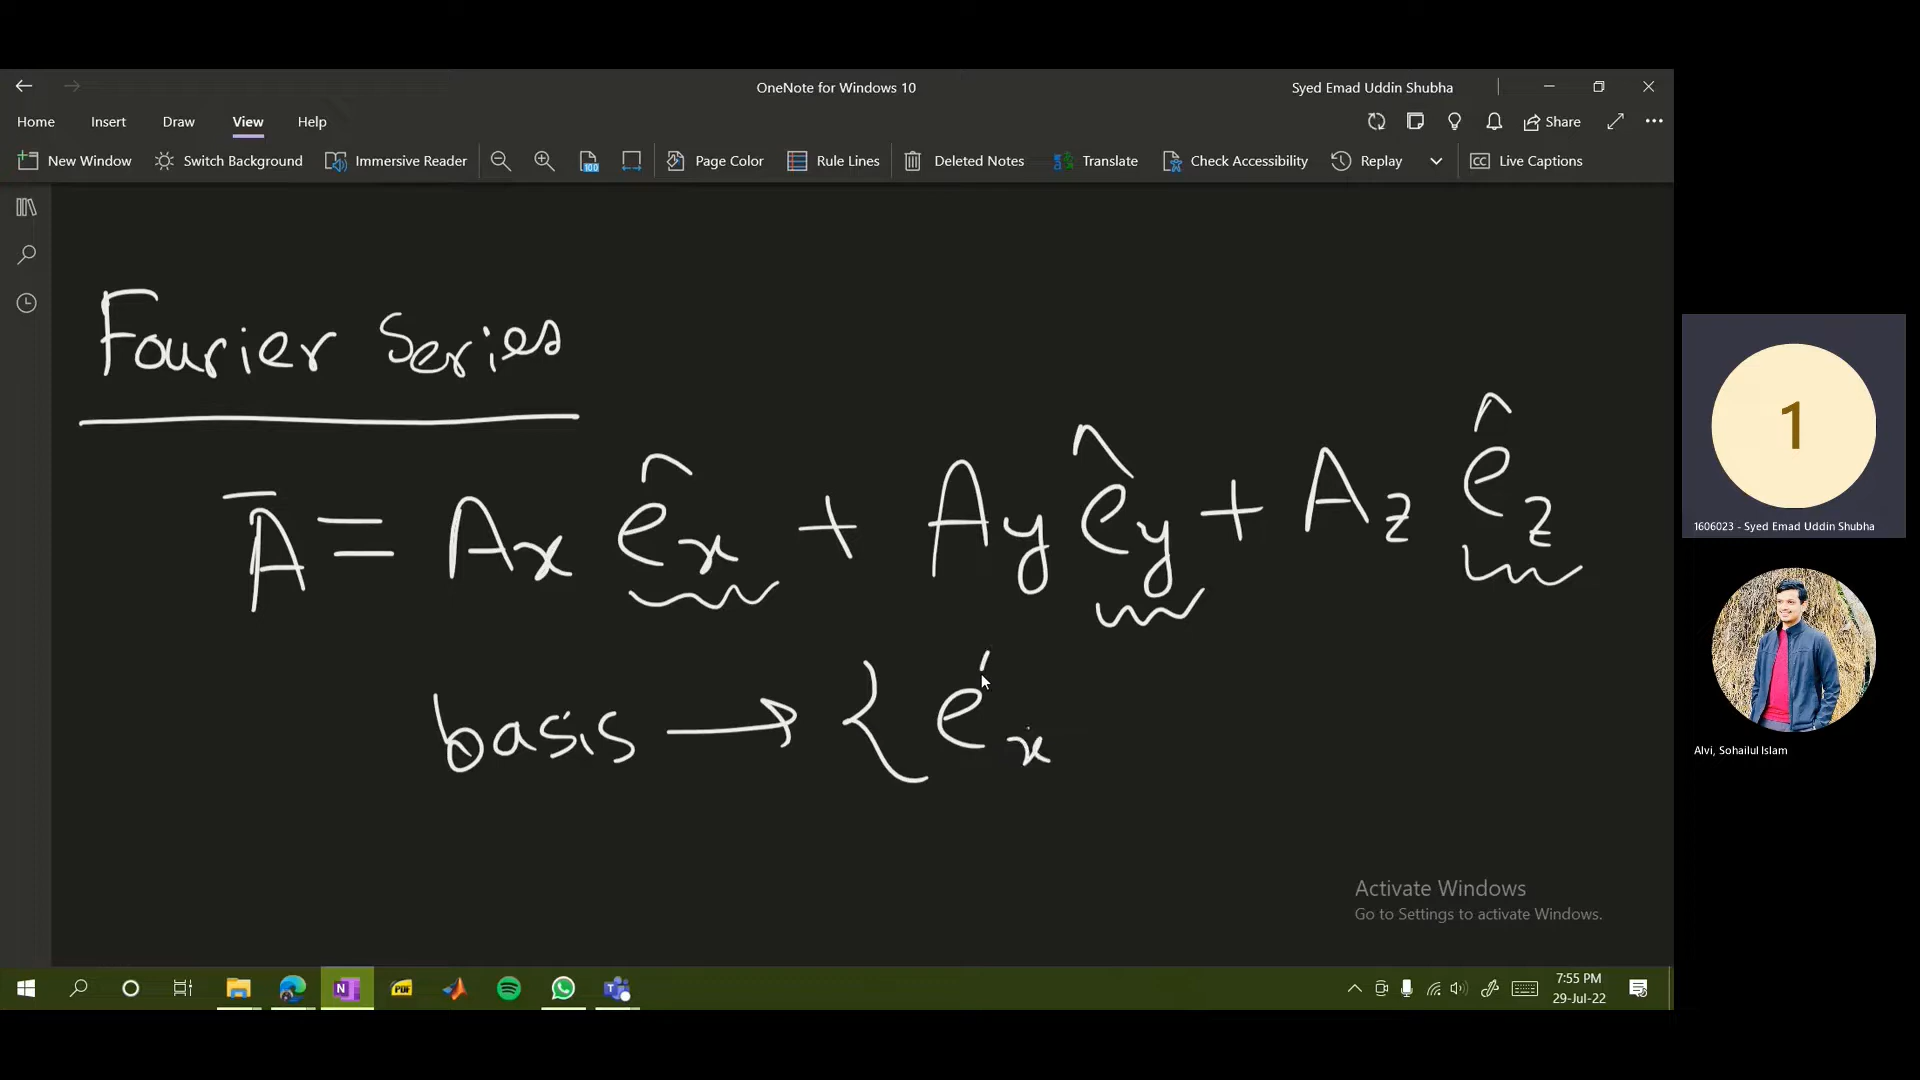 OneNote for Windows 10
Syed Emad Uddin Shubha
Home Insert Draw View Help
Share
New Window Switch Background Immersive Reader 100 Page Color Rule Lines Deleted Notes Translate Check Accessibility Replay CC Live Captions
Fourier Series
A̅ = Ax êx + Ay êy + Az êz
basis → { e x
1
1606023 - Syed Emad Uddin Shubha
Alvi, Sohailul Islam
Activate Windows
Go to Settings to activate Windows.
7:55 PM
29-Jul-22